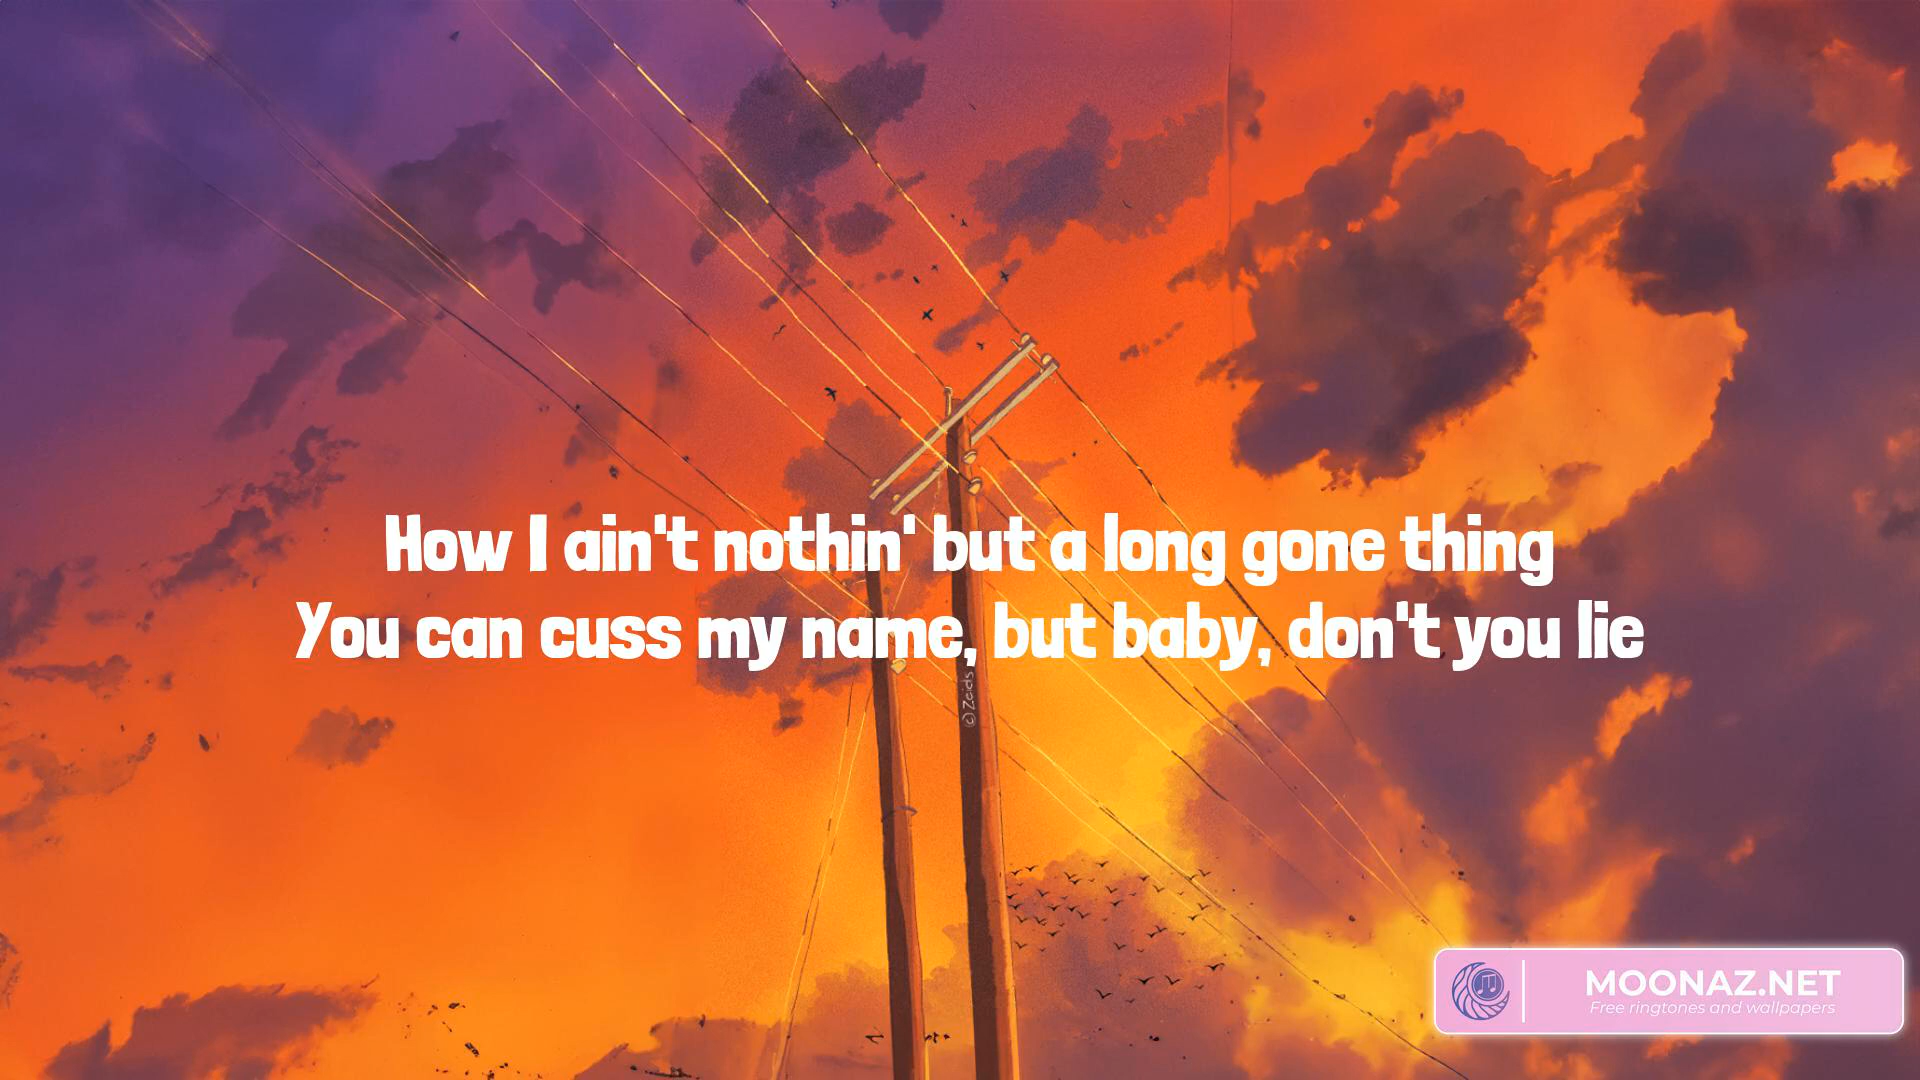 How I ain't nothin' but a long gone thing
You can cuss my name, but baby, don't you lie
(c) Zaids
MOONAZ.NET
Free ringtones and wallpapers